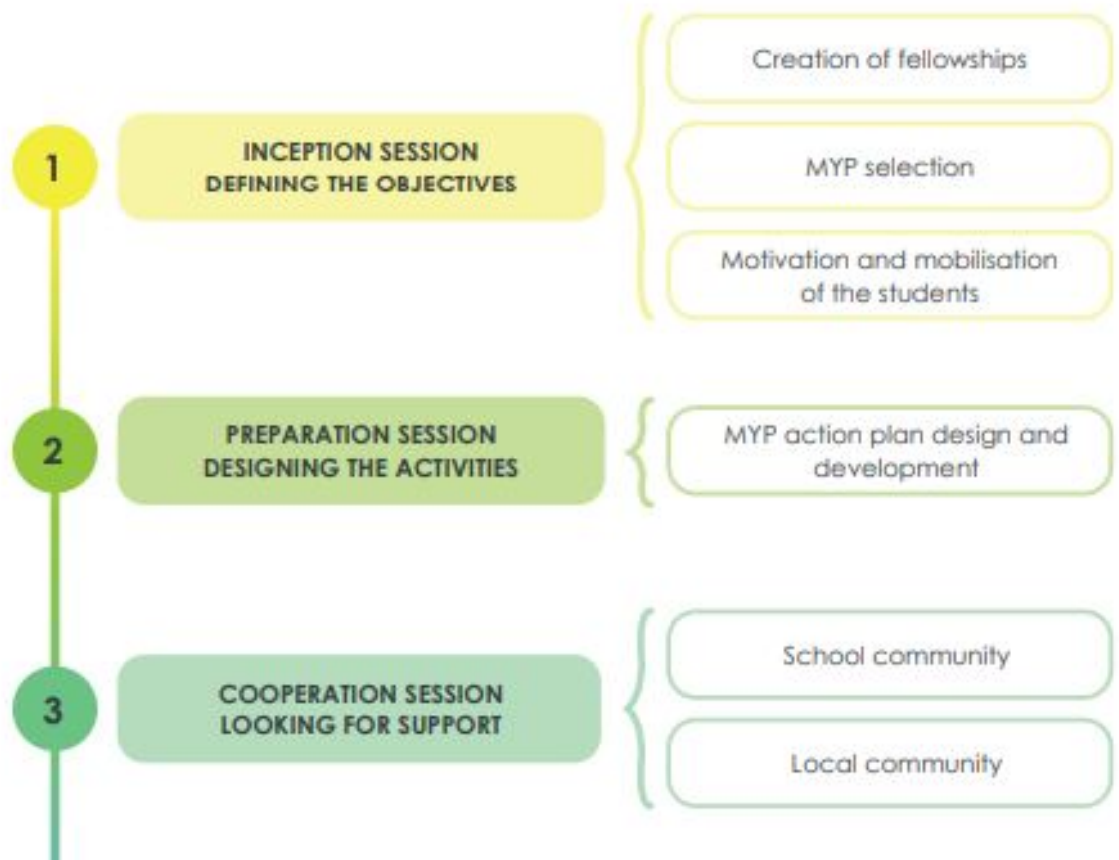 1
INCEPTION SESSION
DEFINING THE OBJECTIVES
Creation of fellowships
MYP selection
Motivation and mobilisation
of the students
2
PREPARATION SESSION
DESIGNING THE ACTIVITIES
MYP action plan design and
development
3
COOPERATION SESSION
LOOKING FOR SUPPORT
School community
Local community